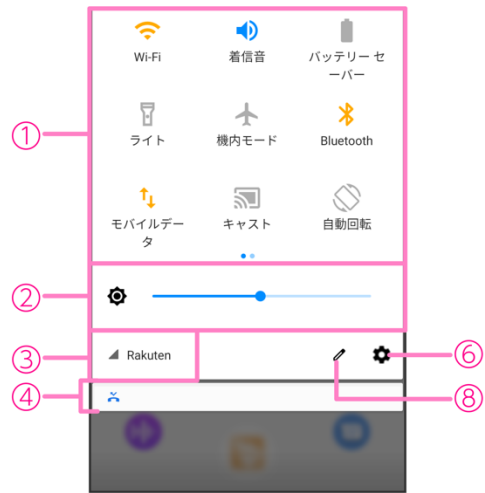 Wi-Fi
着信音
バッテリー セ
ーバー
①
ライト
機内モード
Bluetooth
モバイルデー
タ
キャスト
自動回転
②
③
Rakuten
⑥
④
⑧